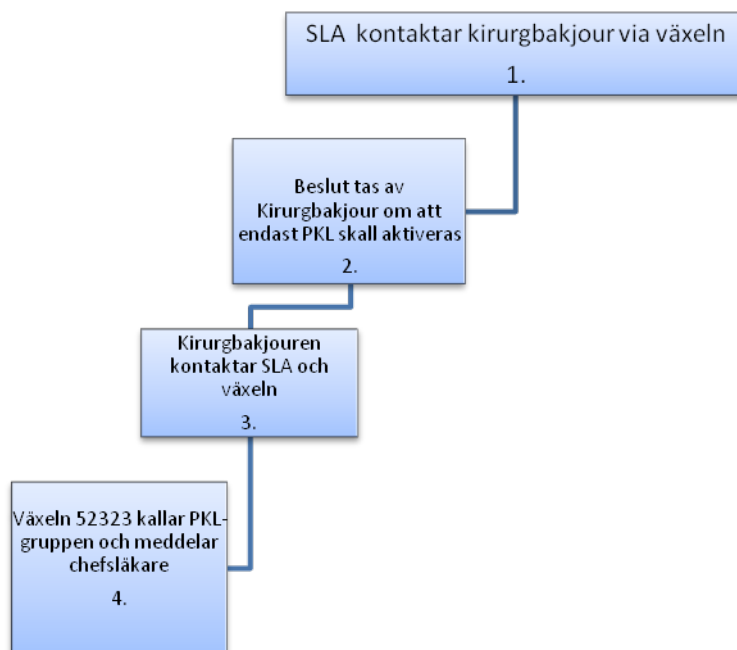 SLA kontaktar kirurgbakjour via växeln
1.
Beslut tas av
Kirurgbakjour om att
endast PKL skall aktiveras
2.
Kirurgbakjouren
kontaktar SLA och
växeln
3.
Växeln 52323 kallar PKL-
gruppen och meddelar
chefsläkare
4.